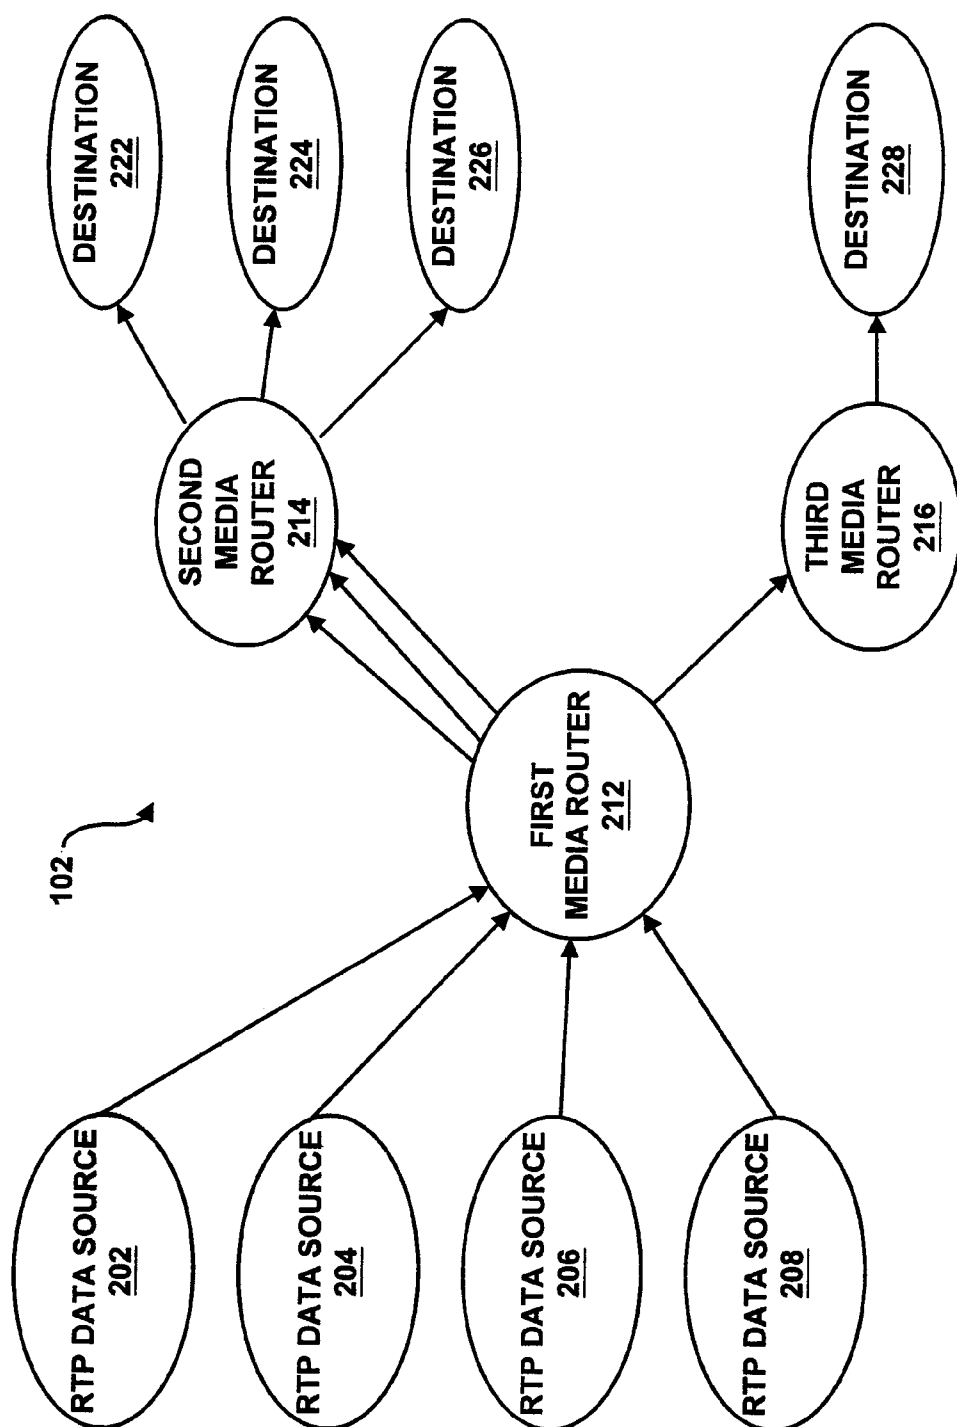 102
RTP DATA SOURCE
202
RTP DATA SOURCE
204
RTP DATA SOURCE
206
RTP DATA SOURCE
208
FIRST
MEDIA ROUTER
212
SECOND
MEDIA
ROUTER
214
THIRD
MEDIA
ROUTER
216
DESTINATION
222
DESTINATION
224
DESTINATION
226
DESTINATION
228